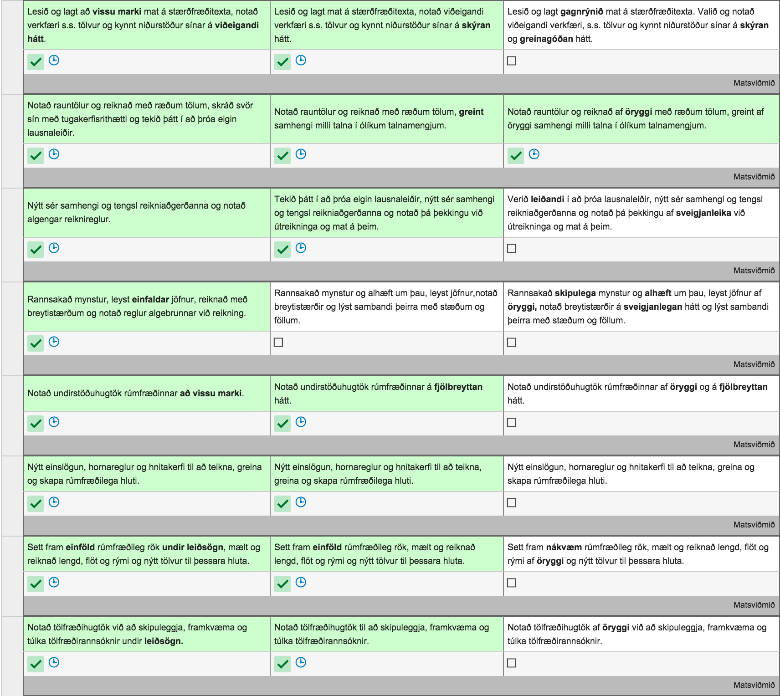 Lesið og lagt að vissu marki mat á stærðfræðitexta, notað
verkfæri s.s. tölvur og kynnt niðurstöður sínar á viðeigandi
hátt.
Lesið og lagt mat á stærðfræðitexta, notað viðeigandi
verkfæri s.s. tölvur og kynnt niðurstöður sínar á skýran
hátt.
Lesið og lagt gagnrýnið mat á stærðfræðitexta. Valið og notað
viðeigandi verkfæri, s.s. tölvur og kynnt niðurstöður sínar á skýran
og greinagóðan hátt.
Matsviðmið
Notað rauntölur og reiknað með ræðum tölum, skráð svör
sín með tugakerfisrithætti og tekið þátt í að þróa eigin
lausnaleiðir.
Notað rauntölur og reiknað með ræðum tölum, greint
samhengi milli talna í ólíkum talnamengjum.
Notað rauntölur og reiknað af öryggi með ræðum tölum, greint af
öryggi samhengi milli talna í ólíkum talnamengjum.
Matsviðmið
Nýtt sér samhengi og tengsl reikniaðgerðanna og notað
algengar reiknireglur.
Tekið þátt í að þróa eigin lausnaleiðir, nýtt sér samhengi
og tengsl reikniaðgerðanna og notað þá þekkingu við
útreikninga og mat á þeim.
Verið leiðandi í að þróa lausnaleiðir, nýtt sér samhengi og tengsl
reikniaðgerðanna og notað þá þekkingu af sveigjanleika við
útreikninga og mat á þeim.
Matsviðmið
Rannsakað mynstur, leyst einfaldar jöfnur, reiknað með
breytistærðum og notað reglur algebrunnar við reikning.
Rannsakað mynstur og alhæft um þau, leyst jöfnur,notað
breytistærðir og lýst sambandi þeirra með stæðum og
föllum.
Rannsakað skipulega mynstur og alhæft um þau, leyst jöfnur af
öryggi, notað breytistærðir á sveigjanlegan hátt og lýst sambandi
þeirra með stæðum og föllum.
Matsviðmið
Notað undirstöðuhugtök rúmfræðinnar að vissu marki.
Notað undirstöðuhugtök rúmfræðinnar á fjölbreyttan
hátt.
Notað undirstöðuhugtök rúmfræðinnar af öryggi og á fjölbreyttan
hátt.
Matsviðmið
Nýtt einslögun, hornareglur og hnitakerfi til að teikna, greina
og skapa rúmfræðilega hluti.
Nýtt einslögun, hornareglur og hnitakerfi til að teikna,
greina og skapa rúmfræðilega hluti.
Nýtt einslögun, hornareglur og hnitakerfi til að teikna, greina og
skapa rúmfræðilega hluti.
Matsviðmið
Sett fram einföld rúmfræðileg rök undir leiðsögn, mælt og
reiknað lengd, flöt og rými og nýtt tölvur til þessara hluta.
Sett fram einföld rúmfræðileg rök, mælt og reiknað
lengd, flöt og rými og nýtt tölvur til þessara hluta.
Sett fram nákvæm rúmfræðileg rök, mælt og reiknað lengd, flöt og
rými af öryggi og nýtt tölvur til þessara hluta.
Matsviðmið
Notað tölfræðihugtök við að skipuleggja, framkvæma og
túlka tölfræðirannsóknir undir leiðsögn.
Notað tölfræðihugtök til að skipuleggja, framkvæma og
túlka tölfræðirannsóknir.
Notað tölfræðihugtök af öryggi við að skipuleggja, framkvæma og
túlka tölfræðirannsóknir.
Matsviðmið